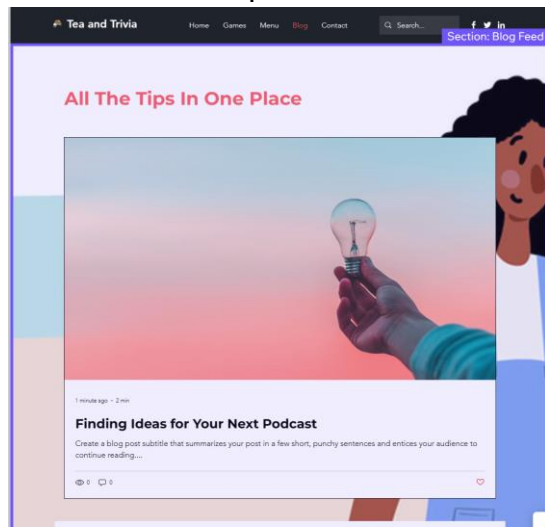 Tea and Trivia Home Games Menu Blog Contact Search...
Section: Blog Feed
All The Tips In One Place
1 minute ago • 2 min
Finding Ideas for Your Next Podcast
Create a blog post subtitle that summarizes your post in a few short, punchy sentences and entices your audience to
continue reading....
0 0